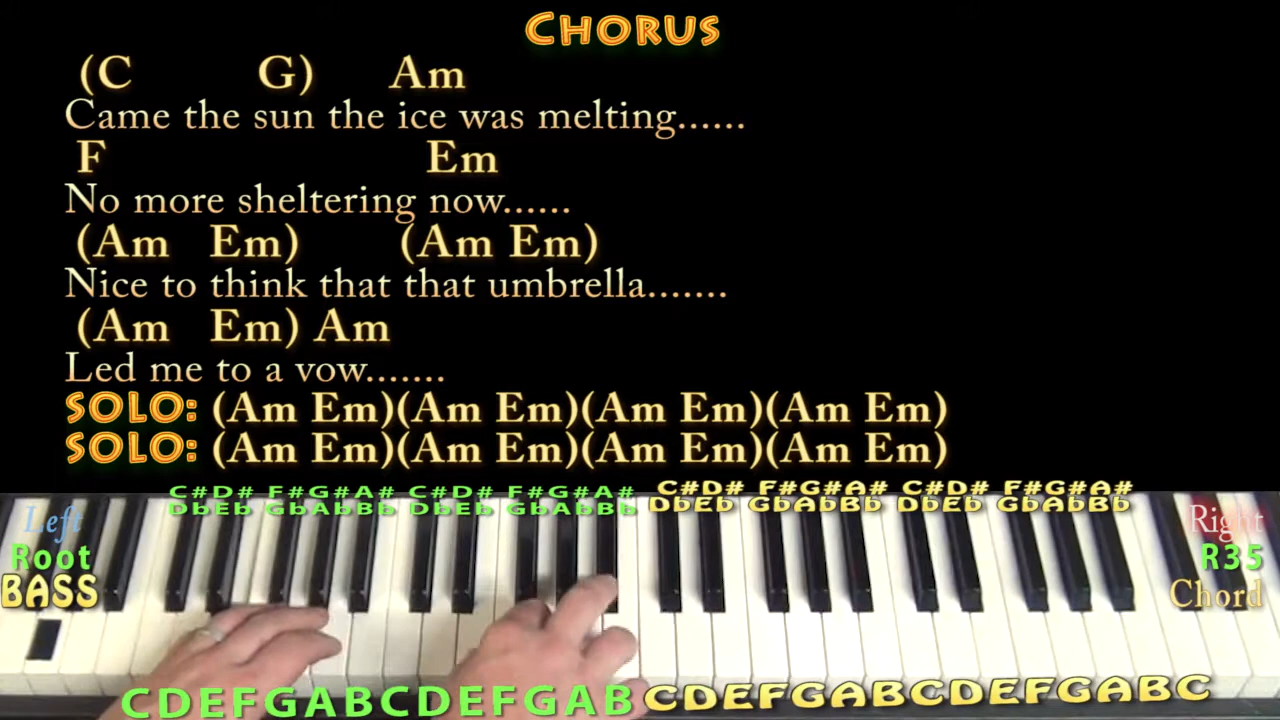 CHORUS
(C G) Am
Came the sun the ice was melting......
F Em
No more sheltering now......
(Am Em) (Am Em)
Nice to think that that umbrella.......
(Am Em) Am
Led me to a vow.......
SOLO: (Am Em)(Am Em)(Am Em)(Am Em)
SOLO: (Am Em)(Am Em)(Am Em)(Am Em)
C#D# F#G#A# C#D# F#G#A# C#D# F#G#A# C#D# F#G#A#
DbEb GbAbBb DbEb GbAbBb DbEb GbAbBb DbEb GbAbBb
Left Right
Root R35
BASS Chord
CDEFGABCDEFGAB CDEFGABCDEFGABC